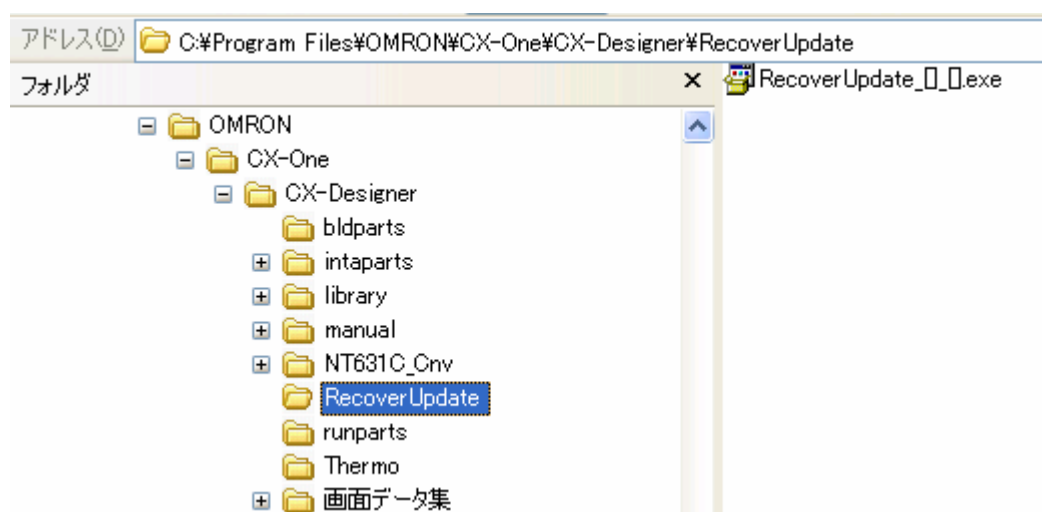 アドレス(D) C:¥Program Files¥OMRON¥CX-One¥CX-Designer¥RecoverUpdate
フォルダ
RecoverUpdate_▯_▯.exe
OMRON
CX-One
CX-Designer
bldparts
intaparts
library
manual
NT631C_Cnv
RecoverUpdate
runparts
Thermo
画面データ集